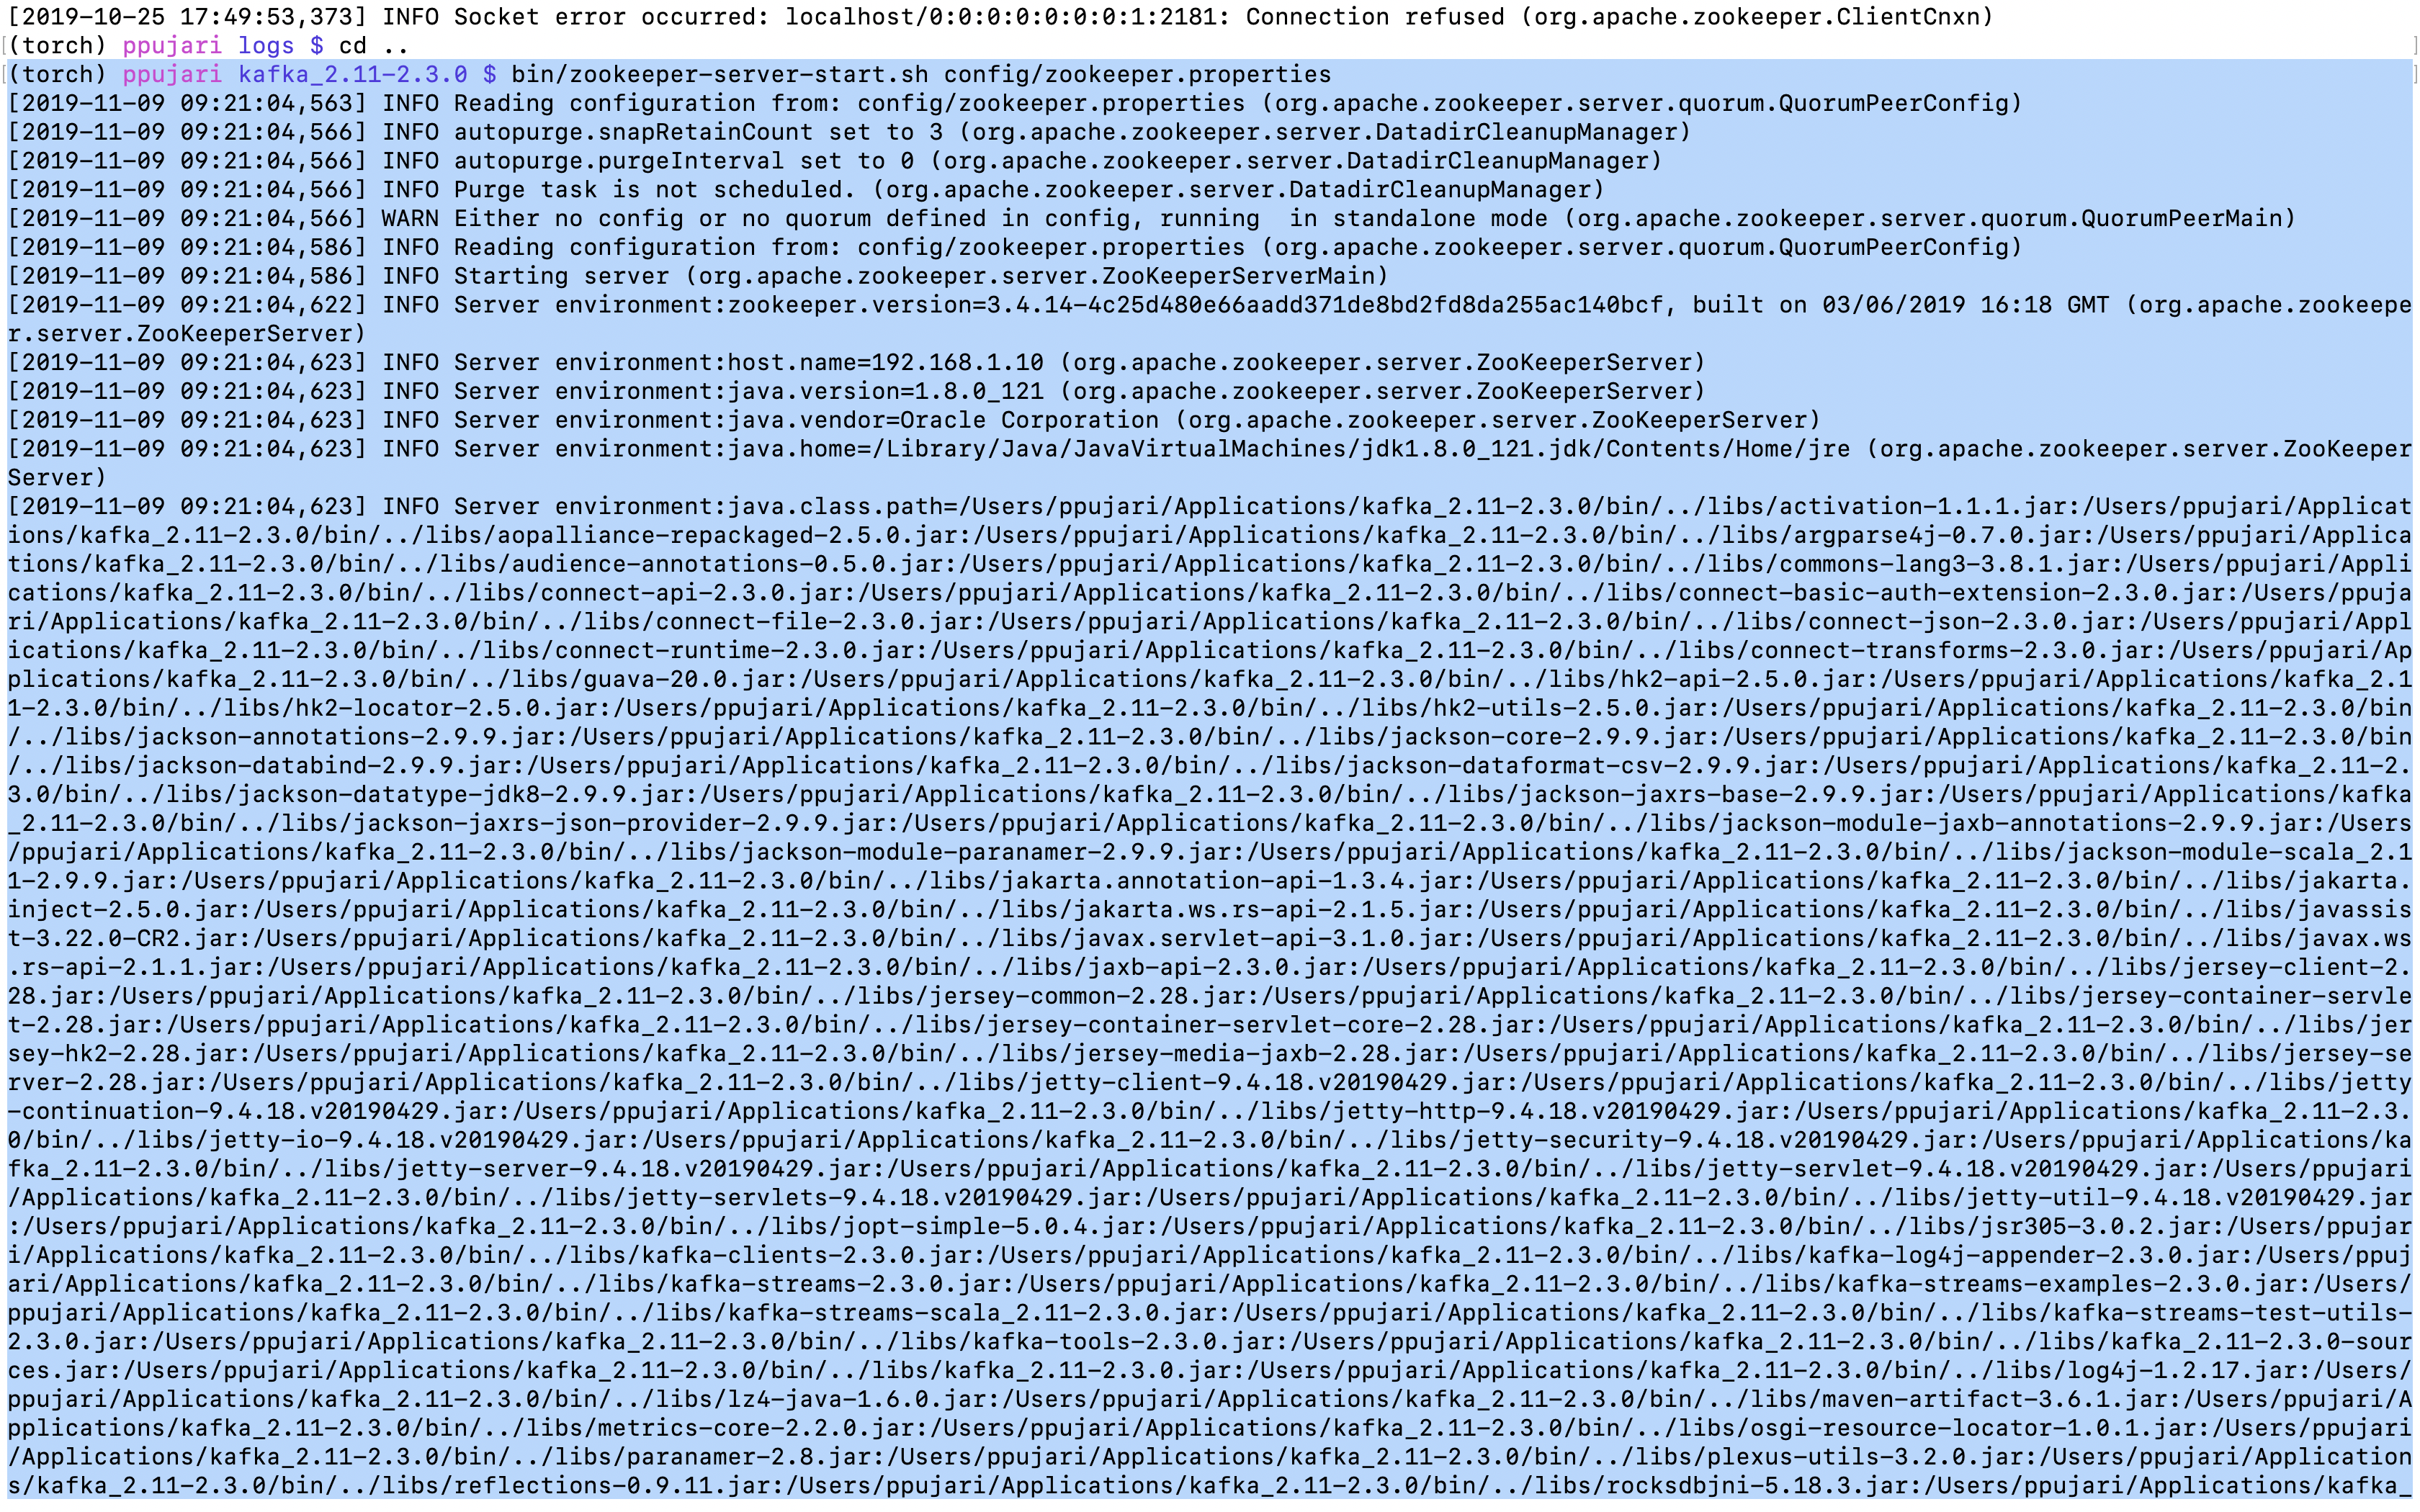 [2019-10-25 17:49:53,373] INFO Socket error occurred: localhost/0:0:0:0:0:0:0:1:2181: Connection refused (org.apache.zookeeper.ClientCnxn)
(torch) ppujari logs $ cd ..
(torch) ppujari kafka_2.11-2.3.0 $ bin/zookeeper-server-start.sh config/zookeeper.properties
[2019-11-09 09:21:04,563] INFO Reading configuration from: config/zookeeper.properties (org.apache.zookeeper.server.quorum.QuorumPeerConfig)
[2019-11-09 09:21:04,566] INFO autopurge.snapRetainCount set to 3 (org.apache.zookeeper.server.DatadirCleanupManager)
[2019-11-09 09:21:04,566] INFO autopurge.purgeInterval set to 0 (org.apache.zookeeper.server.DatadirCleanupManager)
[2019-11-09 09:21:04,566] INFO Purge task is not scheduled. (org.apache.zookeeper.server.DatadirCleanupManager)
[2019-11-09 09:21:04,566] WARN Either no config or no quorum defined in config, running  in standalone mode (org.apache.zookeeper.server.quorum.QuorumPeerMain)
[2019-11-09 09:21:04,586] INFO Reading configuration from: config/zookeeper.properties (org.apache.zookeeper.server.quorum.QuorumPeerConfig)
[2019-11-09 09:21:04,586] INFO Starting server (org.apache.zookeeper.server.ZooKeeperServerMain)
[2019-11-09 09:21:04,622] INFO Server environment:zookeeper.version=3.4.14-4c25d480e66aadd371de8bd2fd8da255ac140bcf, built on 03/06/2019 16:18 GMT (org.apache.zookeepe
r.server.ZooKeeperServer)
[2019-11-09 09:21:04,623] INFO Server environment:host.name=192.168.1.10 (org.apache.zookeeper.server.ZooKeeperServer)
[2019-11-09 09:21:04,623] INFO Server environment:java.version=1.8.0_121 (org.apache.zookeeper.server.ZooKeeperServer)
[2019-11-09 09:21:04,623] INFO Server environment:java.vendor=Oracle Corporation (org.apache.zookeeper.server.ZooKeeperServer)
[2019-11-09 09:21:04,623] INFO Server environment:java.home=/Library/Java/JavaVirtualMachines/jdk1.8.0_121.jdk/Contents/Home/jre (org.apache.zookeeper.server.ZooKeeper
Server)
[2019-11-09 09:21:04,623] INFO Server environment:java.class.path=/Users/ppujari/Applications/kafka_2.11-2.3.0/bin/../libs/activation-1.1.1.jar:/Users/ppujari/Applicat
ions/kafka_2.11-2.3.0/bin/../libs/aopalliance-repackaged-2.5.0.jar:/Users/ppujari/Applications/kafka_2.11-2.3.0/bin/../libs/argparse4j-0.7.0.jar:/Users/ppujari/Applica
tions/kafka_2.11-2.3.0/bin/../libs/audience-annotations-0.5.0.jar:/Users/ppujari/Applications/kafka_2.11-2.3.0/bin/../libs/commons-lang3-3.8.1.jar:/Users/ppujari/Appli
cations/kafka_2.11-2.3.0/bin/../libs/connect-api-2.3.0.jar:/Users/ppujari/Applications/kafka_2.11-2.3.0/bin/../libs/connect-basic-auth-extension-2.3.0.jar:/Users/ppuja
ri/Applications/kafka_2.11-2.3.0/bin/../libs/connect-file-2.3.0.jar:/Users/ppujari/Applications/kafka_2.11-2.3.0/bin/../libs/connect-json-2.3.0.jar:/Users/ppujari/Appl
ications/kafka_2.11-2.3.0/bin/../libs/connect-runtime-2.3.0.jar:/Users/ppujari/Applications/kafka_2.11-2.3.0/bin/../libs/connect-transforms-2.3.0.jar:/Users/ppujari/Ap
plications/kafka_2.11-2.3.0/bin/../libs/guava-20.0.jar:/Users/ppujari/Applications/kafka_2.11-2.3.0/bin/../libs/hk2-api-2.5.0.jar:/Users/ppujari/Applications/kafka_2.1
1-2.3.0/bin/../libs/hk2-locator-2.5.0.jar:/Users/ppujari/Applications/kafka_2.11-2.3.0/bin/../libs/hk2-utils-2.5.0.jar:/Users/ppujari/Applications/kafka_2.11-2.3.0/bin
/../libs/jackson-annotations-2.9.9.jar:/Users/ppujari/Applications/kafka_2.11-2.3.0/bin/../libs/jackson-core-2.9.9.jar:/Users/ppujari/Applications/kafka_2.11-2.3.0/bin
/../libs/jackson-databind-2.9.9.jar:/Users/ppujari/Applications/kafka_2.11-2.3.0/bin/../libs/jackson-dataformat-csv-2.9.9.jar:/Users/ppujari/Applications/kafka_2.11-2.
3.0/bin/../libs/jackson-datatype-jdk8-2.9.9.jar:/Users/ppujari/Applications/kafka_2.11-2.3.0/bin/../libs/jackson-jaxrs-base-2.9.9.jar:/Users/ppujari/Applications/kafka
_2.11-2.3.0/bin/../libs/jackson-jaxrs-json-provider-2.9.9.jar:/Users/ppujari/Applications/kafka_2.11-2.3.0/bin/../libs/jackson-module-jaxb-annotations-2.9.9.jar:/Users
/ppujari/Applications/kafka_2.11-2.3.0/bin/../libs/jackson-module-paranamer-2.9.9.jar:/Users/ppujari/Applications/kafka_2.11-2.3.0/bin/../libs/jackson-module-scala_2.1
1-2.9.9.jar:/Users/ppujari/Applications/kafka_2.11-2.3.0/bin/../libs/jakarta.annotation-api-1.3.4.jar:/Users/ppujari/Applications/kafka_2.11-2.3.0/bin/../libs/jakarta.
inject-2.5.0.jar:/Users/ppujari/Applications/kafka_2.11-2.3.0/bin/../libs/jakarta.ws.rs-api-2.1.5.jar:/Users/ppujari/Applications/kafka_2.11-2.3.0/bin/../libs/javassis
t-3.22.0-CR2.jar:/Users/ppujari/Applications/kafka_2.11-2.3.0/bin/../libs/javax.servlet-api-3.1.0.jar:/Users/ppujari/Applications/kafka_2.11-2.3.0/bin/../libs/javax.ws
.rs-api-2.1.1.jar:/Users/ppujari/Applications/kafka_2.11-2.3.0/bin/../libs/jaxb-api-2.3.0.jar:/Users/ppujari/Applications/kafka_2.11-2.3.0/bin/../libs/jersey-client-2.
28.jar:/Users/ppujari/Applications/kafka_2.11-2.3.0/bin/../libs/jersey-common-2.28.jar:/Users/ppujari/Applications/kafka_2.11-2.3.0/bin/../libs/jersey-container-servle
t-2.28.jar:/Users/ppujari/Applications/kafka_2.11-2.3.0/bin/../libs/jersey-container-servlet-core-2.28.jar:/Users/ppujari/Applications/kafka_2.11-2.3.0/bin/../libs/jer
sey-hk2-2.28.jar:/Users/ppujari/Applications/kafka_2.11-2.3.0/bin/../libs/jersey-media-jaxb-2.28.jar:/Users/ppujari/Applications/kafka_2.11-2.3.0/bin/../libs/jersey-se
rver-2.28.jar:/Users/ppujari/Applications/kafka_2.11-2.3.0/bin/../libs/jetty-client-9.4.18.v20190429.jar:/Users/ppujari/Applications/kafka_2.11-2.3.0/bin/../libs/jetty
-continuation-9.4.18.v20190429.jar:/Users/ppujari/Applications/kafka_2.11-2.3.0/bin/../libs/jetty-http-9.4.18.v20190429.jar:/Users/ppujari/Applications/kafka_2.11-2.3.
0/bin/../libs/jetty-io-9.4.18.v20190429.jar:/Users/ppujari/Applications/kafka_2.11-2.3.0/bin/../libs/jetty-security-9.4.18.v20190429.jar:/Users/ppujari/Applications/ka
fka_2.11-2.3.0/bin/../libs/jetty-server-9.4.18.v20190429.jar:/Users/ppujari/Applications/kafka_2.11-2.3.0/bin/../libs/jetty-servlet-9.4.18.v20190429.jar:/Users/ppujari
/Applications/kafka_2.11-2.3.0/bin/../libs/jetty-servlets-9.4.18.v20190429.jar:/Users/ppujari/Applications/kafka_2.11-2.3.0/bin/../libs/jetty-util-9.4.18.v20190429.jar
:/Users/ppujari/Applications/kafka_2.11-2.3.0/bin/../libs/jopt-simple-5.0.4.jar:/Users/ppujari/Applications/kafka_2.11-2.3.0/bin/../libs/jsr305-3.0.2.jar:/Users/ppujar
i/Applications/kafka_2.11-2.3.0/bin/../libs/kafka-clients-2.3.0.jar:/Users/ppujari/Applications/kafka_2.11-2.3.0/bin/../libs/kafka-log4j-appender-2.3.0.jar:/Users/ppuj
ari/Applications/kafka_2.11-2.3.0/bin/../libs/kafka-streams-2.3.0.jar:/Users/ppujari/Applications/kafka_2.11-2.3.0/bin/../libs/kafka-streams-examples-2.3.0.jar:/Users/
ppujari/Applications/kafka_2.11-2.3.0/bin/../libs/kafka-streams-scala_2.11-2.3.0.jar:/Users/ppujari/Applications/kafka_2.11-2.3.0/bin/../libs/kafka-streams-test-utils-
2.3.0.jar:/Users/ppujari/Applications/kafka_2.11-2.3.0/bin/../libs/kafka-tools-2.3.0.jar:/Users/ppujari/Applications/kafka_2.11-2.3.0/bin/../libs/kafka_2.11-2.3.0-sour
ces.jar:/Users/ppujari/Applications/kafka_2.11-2.3.0/bin/../libs/kafka_2.11-2.3.0.jar:/Users/ppujari/Applications/kafka_2.11-2.3.0/bin/../libs/log4j-1.2.17.jar:/Users/
ppujari/Applications/kafka_2.11-2.3.0/bin/../libs/lz4-java-1.6.0.jar:/Users/ppujari/Applications/kafka_2.11-2.3.0/bin/../libs/maven-artifact-3.6.1.jar:/Users/ppujari/A
pplications/kafka_2.11-2.3.0/bin/../libs/metrics-core-2.2.0.jar:/Users/ppujari/Applications/kafka_2.11-2.3.0/bin/../libs/osgi-resource-locator-1.0.1.jar:/Users/ppujari
/Applications/kafka_2.11-2.3.0/bin/../libs/paranamer-2.8.jar:/Users/ppujari/Applications/kafka_2.11-2.3.0/bin/../libs/plexus-utils-3.2.0.jar:/Users/ppujari/Application
s/kafka_2.11-2.3.0/bin/../libs/reflections-0.9.11.jar:/Users/ppujari/Applications/kafka_2.11-2.3.0/bin/../libs/rocksdbjni-5.18.3.jar:/Users/ppujari/Applications/kafka_